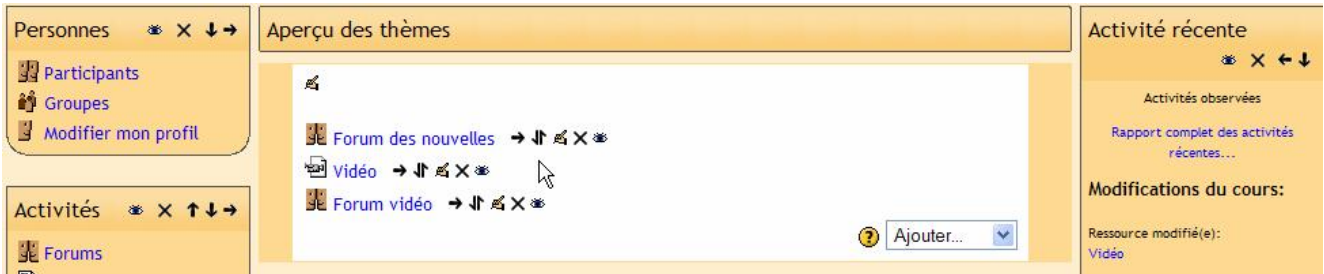 Personnes
Participants
Groupes
Modifier mon profil
Activités
Forums
Aperçu des thèmes
Forum des nouvelles
Vidéo
Forum vidéo
Ajouter...
Activité récente
Activités observées
Rapport complet des activités
récentes...
Modifications du cours:
Ressource modifié(e):
Vidéo